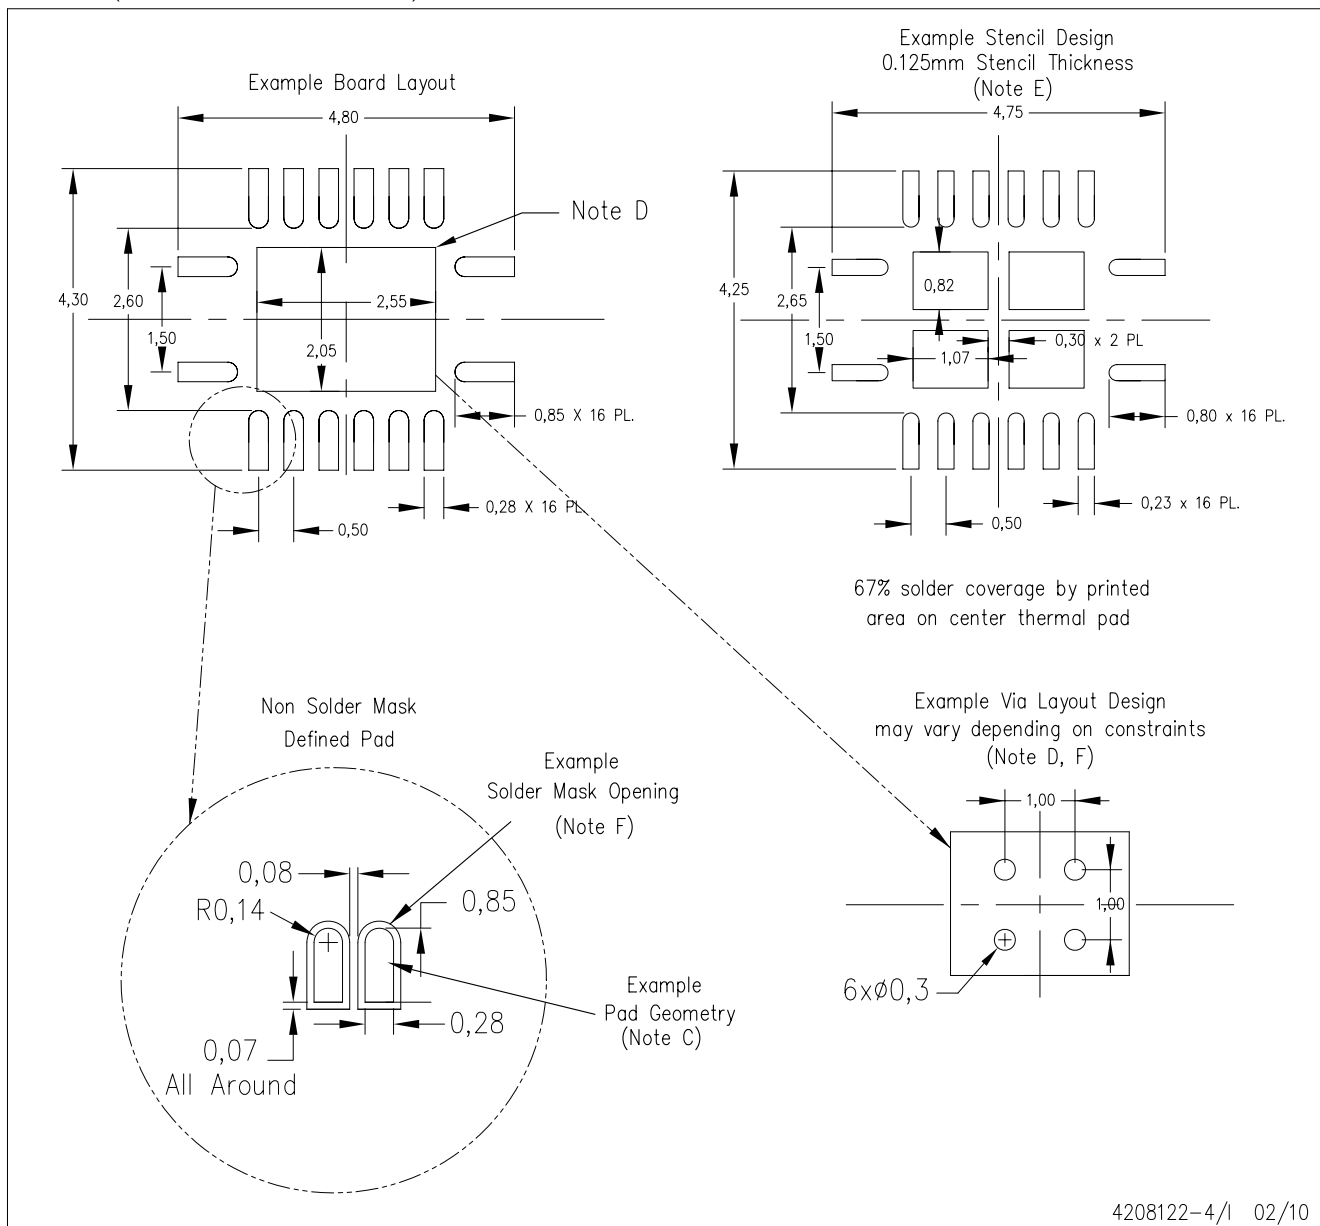 Example Board Layout
4,80
Note D
4,30
2,60
1,50
2,55
2,05
0,85 X 16 PL.
0,28 X 16 PL
0,50
Example Stencil Design
0.125mm Stencil Thickness
(Note E)
4,75
4,25
2,65
1,50
0,82
1,07
0,30 x 2 PL
0,80 x 16 PL.
0,23 x 16 PL.
0,50
67% solder coverage by printed
area on center thermal pad
Non Solder Mask
Defined Pad
Example
Solder Mask Opening
(Note F)
0,08
R0,14
0,85
Example
Pad Geometry
(Note C)
0,28
0,07
All Around
Example Via Layout Design
may vary depending on constraints
(Note D, F)
1,00
1,00
6xø0,3
4208122-4/I 02/10